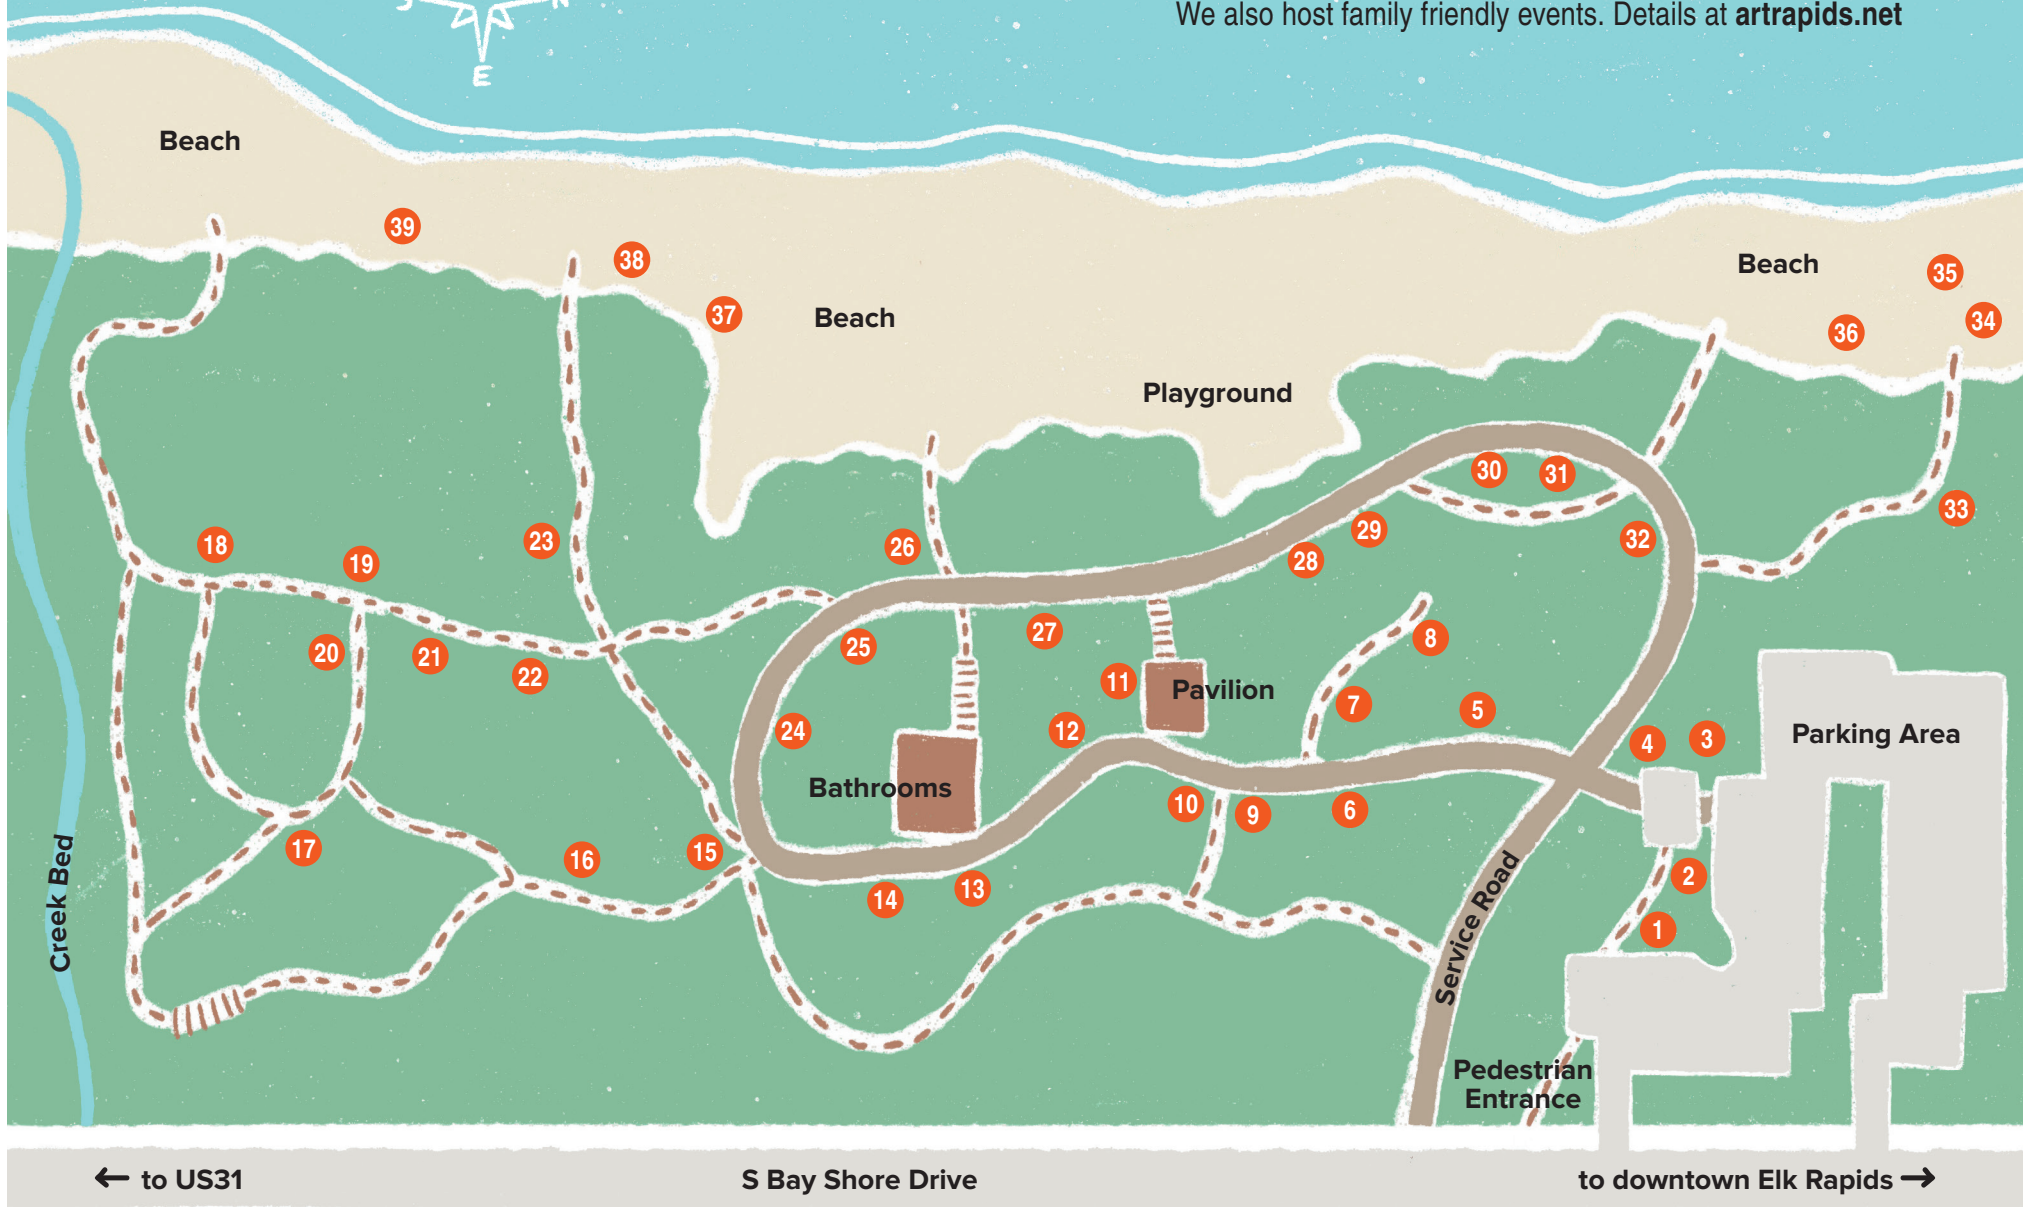 We also host family friendly events. Details at artrapids.net
E
Beach
39
38
Beach
35
37
Beach
34
36
Playground
30
31
33
29
32
18
23
26
28
19
27
8
25
20
21
22
11
Pavilion
7
5
24
12
4
3
Parking Area
Bathrooms
10
9
6
17
16
15
2
14
13
Creek Bed
Service Road
1
Pedestrian
Entrance
← to US31
S Bay Shore Drive
to downtown Elk Rapids →